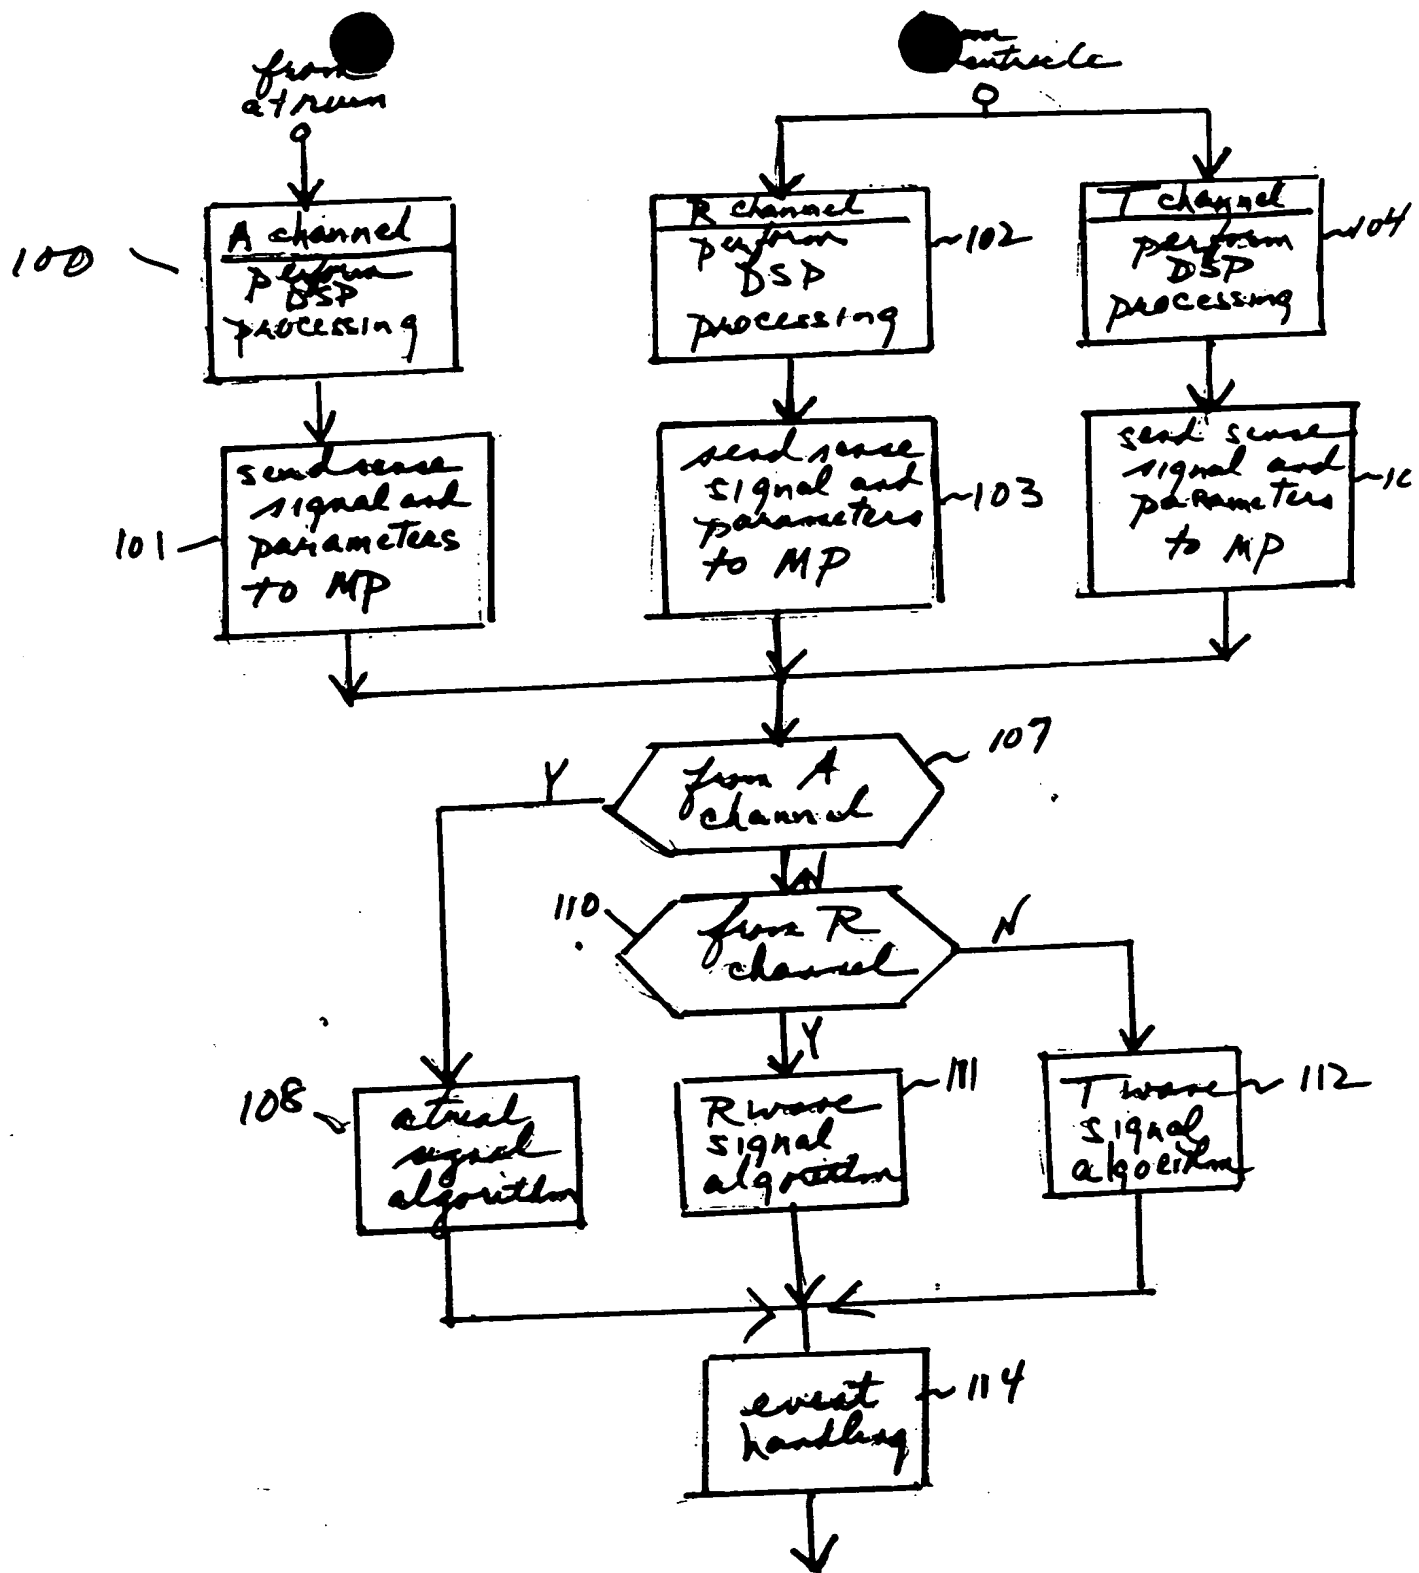 from
atrium
A channel
perform
DSP
processing
100
R channel
perform
DSP
processing
102
T channel
perform
DSP
processing
104
send sense
signal and
parameters
to MP
101
send sense
signal and
parameters
to MP
103
send sense
signal and
parameters
to MP
10
from A
channel
107
Y
N
from R
channel
110
N
Y
atrial
signal
algorithm
108
R wave
signal
algorithm
111
T wave
signal
algorithm
112
event
handling
114